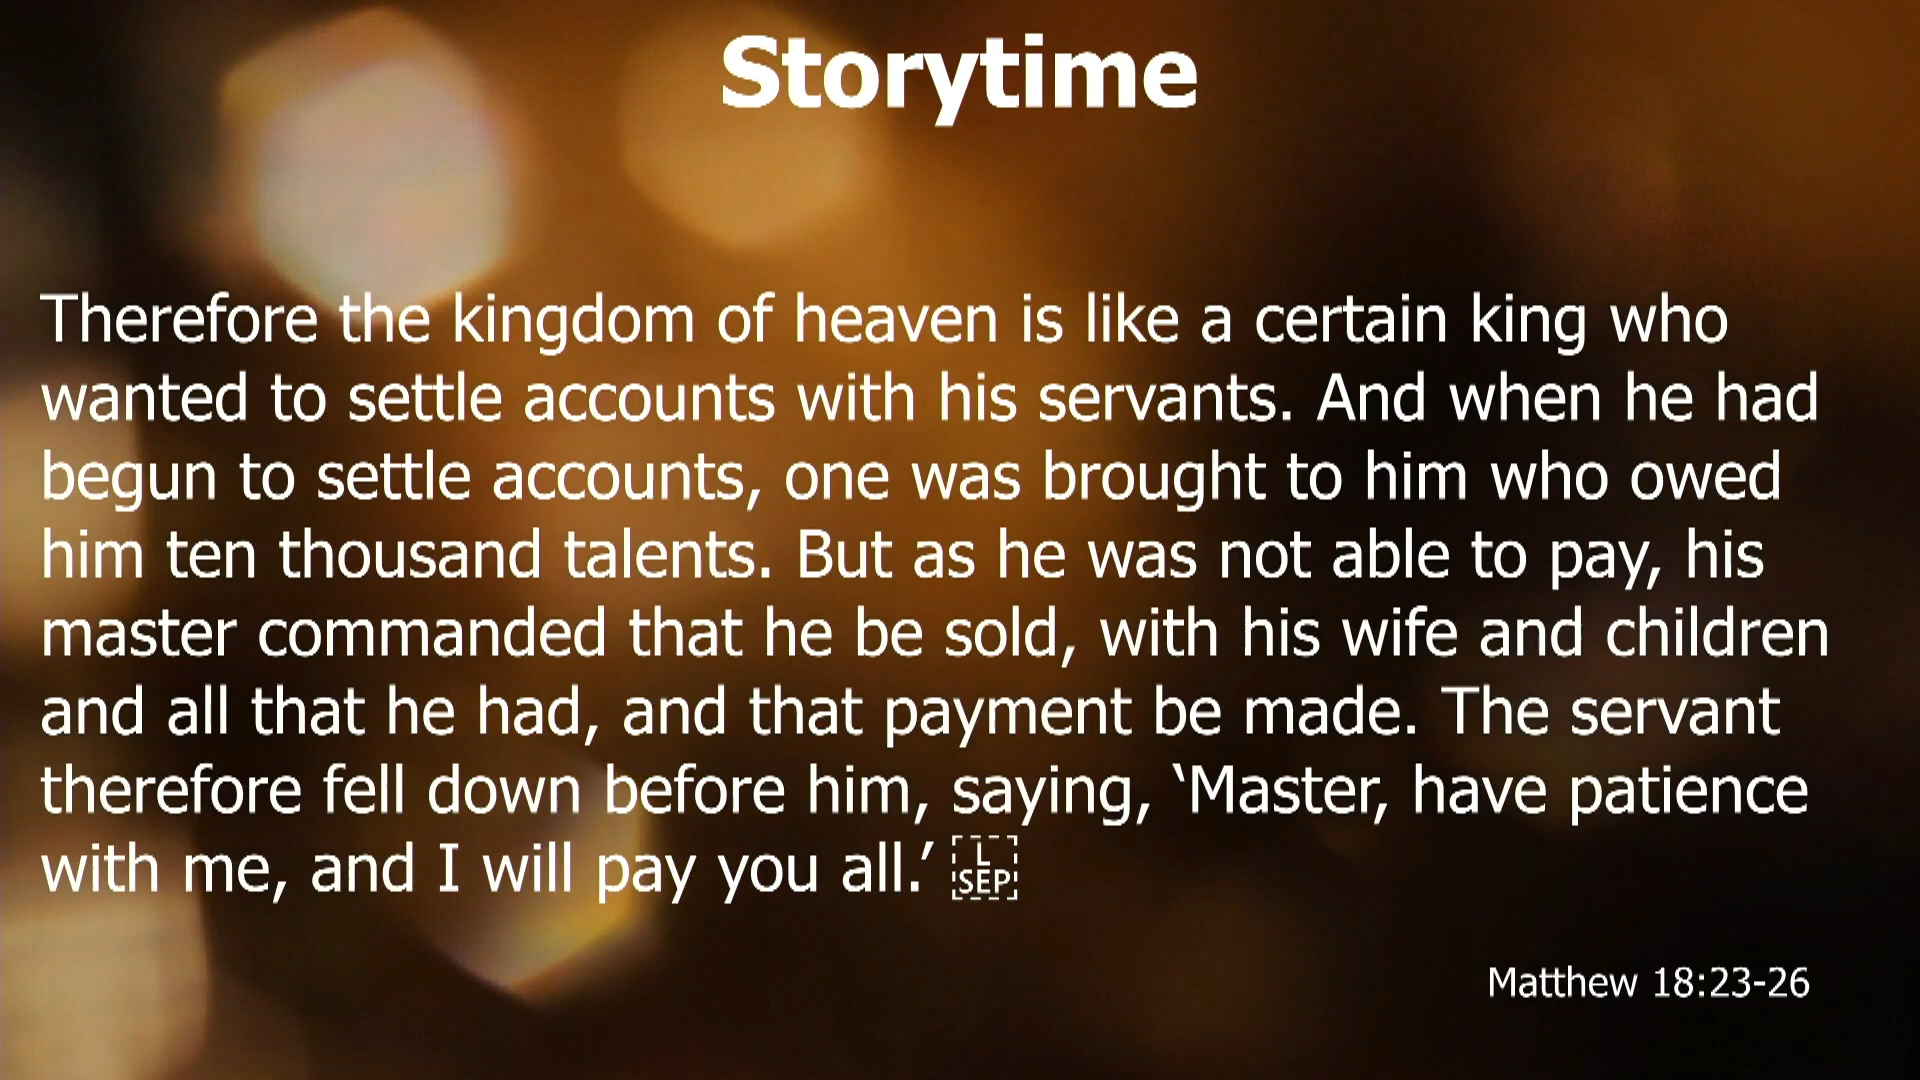 Storytime
Therefore the kingdom of heaven is like a certain king who
wanted to settle accounts with his servants. And when he had
begun to settle accounts, one was brought to him who owed
him ten thousand talents. But as he was not able to pay, his
master commanded that he be sold, with his wife and children
and all that he had, and that payment be made. The servant
therefore fell down before him, saying, ‘Master, have patience
with me, and I will pay you all.’ L SEP
Matthew 18:23-26